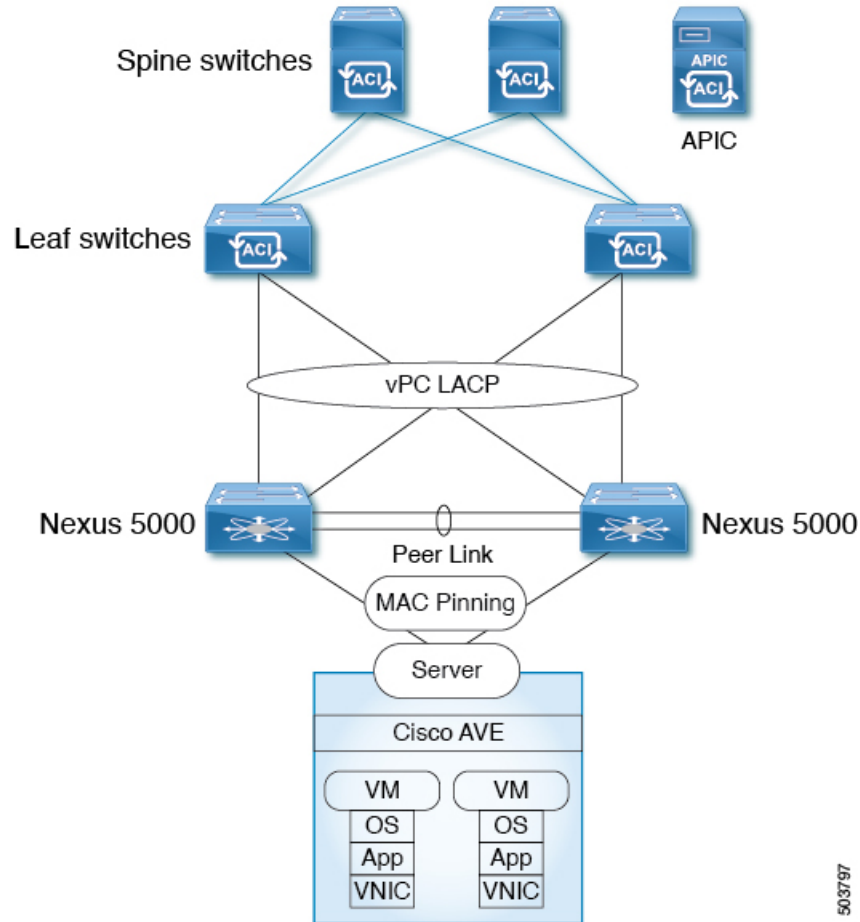 Spine switches
ACI
ACI
APIC
ACI
APIC
Leaf switches
ACI
ACI
vPC LACP
Nexus 5000
Nexus 5000
Peer Link
MAC Pinning
Server
Cisco AVE
VM
VM
OS
OS
App
App
VNIC
VNIC
503797